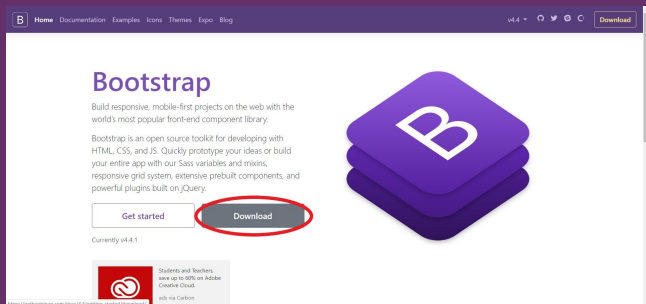 B Home Documentation Examples Icons Themes Expo Blog v4.4 Download
Bootstrap
Build responsive, mobile-first projects on the web with the
world's most popular front-end component library.
Bootstrap is an open source toolkit for developing with
HTML, CSS, and JS. Quickly prototype your ideas or build
your entire app with our Sass variables and mixins,
responsive grid system, extensive prebuilt components, and
powerful plugins built on jQuery.
B
Get started Download
Currently v4.4.1
Students and Teachers,
save up to 60% on Adobe
Creative Cloud.
ads via Carbon